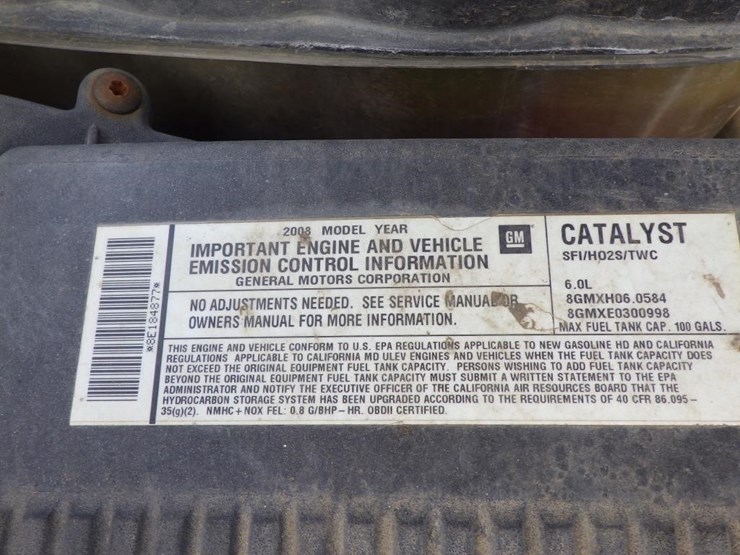 *8E184877*
2008 MODEL YEAR
IMPORTANT ENGINE AND VEHICLE
EMISSION CONTROL INFORMATION
GENERAL MOTORS CORPORATION
GM
NO ADJUSTMENTS NEEDED. SEE SERVICE MANUAL OR
OWNERS MANUAL FOR MORE INFORMATION.
CATALYST
SFI/HO2S/TWC
6.0L
8GMXH06.0584
8GMXE0300998
MAX FUEL TANK CAP. 100 GALS.
THIS ENGINE AND VEHICLE CONFORM TO U.S. EPA REGULATIONS APPLICABLE TO NEW GASOLINE HD AND CALIFORNIA
REGULATIONS APPLICABLE TO CALIFORNIA MD ULEV ENGINES AND VEHICLES WHEN THE FUEL TANK CAPACITY DOES
NOT EXCEED THE ORIGINAL EQUIPMENT FUEL TANK CAPACITY. PERSONS WISHING TO ADD FUEL TANK CAPACITY
BEYOND THE ORIGINAL EQUIPMENT FUEL TANK CAPACITY MUST SUBMIT A WRITTEN STATEMENT TO THE EPA
ADMINISTRATOR AND NOTIFY THE EXECUTIVE OFFICER OF THE CALIFORNIA AIR RESOURCES BOARD THAT THE
HYDROCARBON STORAGE SYSTEM HAS BEEN UPGRADED ACCORDING TO THE REQUIREMENTS OF 40 CFR 86.095-
35(g)(2). NMHC+NOX FEL: 0.8 G/BHP-HR. OBDII CERTIFIED.